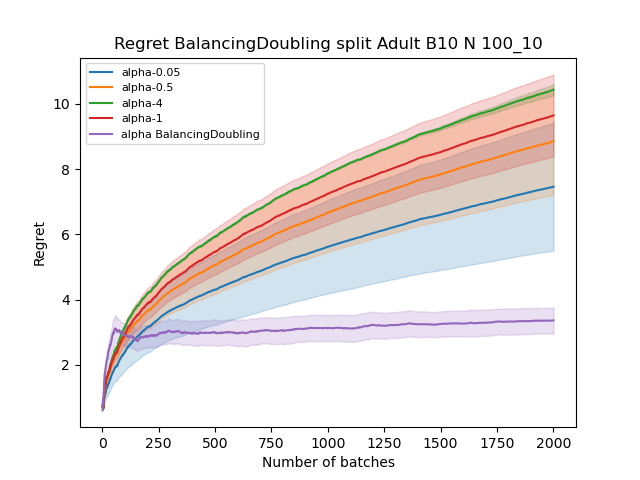 Regret BalancingDoubling split Adult B10 N 100_10
alpha-0.05
alpha-0.5
alpha-4
alpha-1
alpha BalancingDoubling
10
8
6
4
2
Regret
0
250
500
750
1000
1250
1500
1750
2000
Number of batches